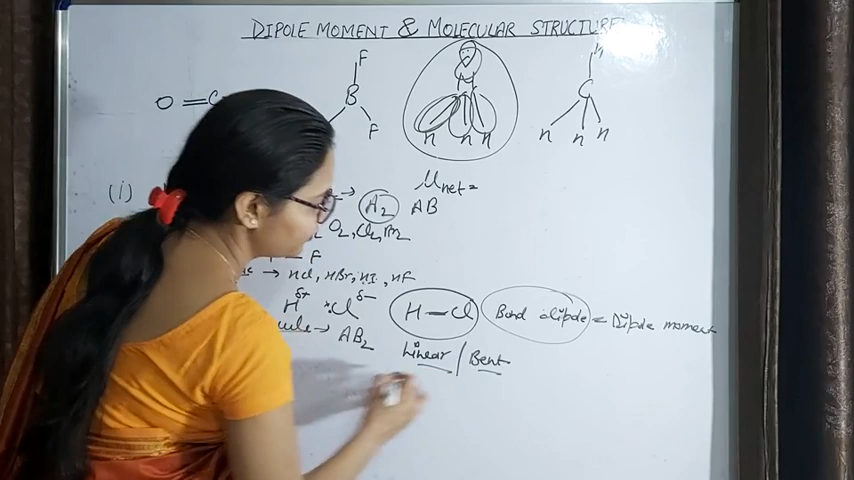 DIPOLE MOMENT & MOLECULAR STRUCTURE
O = C
F
B
F
n n n
n
C
n n n
(i)
μnet =
→ A2 AB
O2, Cl2, Br2
F
→ HCl, HBr, HI, HF
H δ+ Cl δ-
H — Cl
Bond dipole = Dipole moment
→ AB2
Linear / Bent